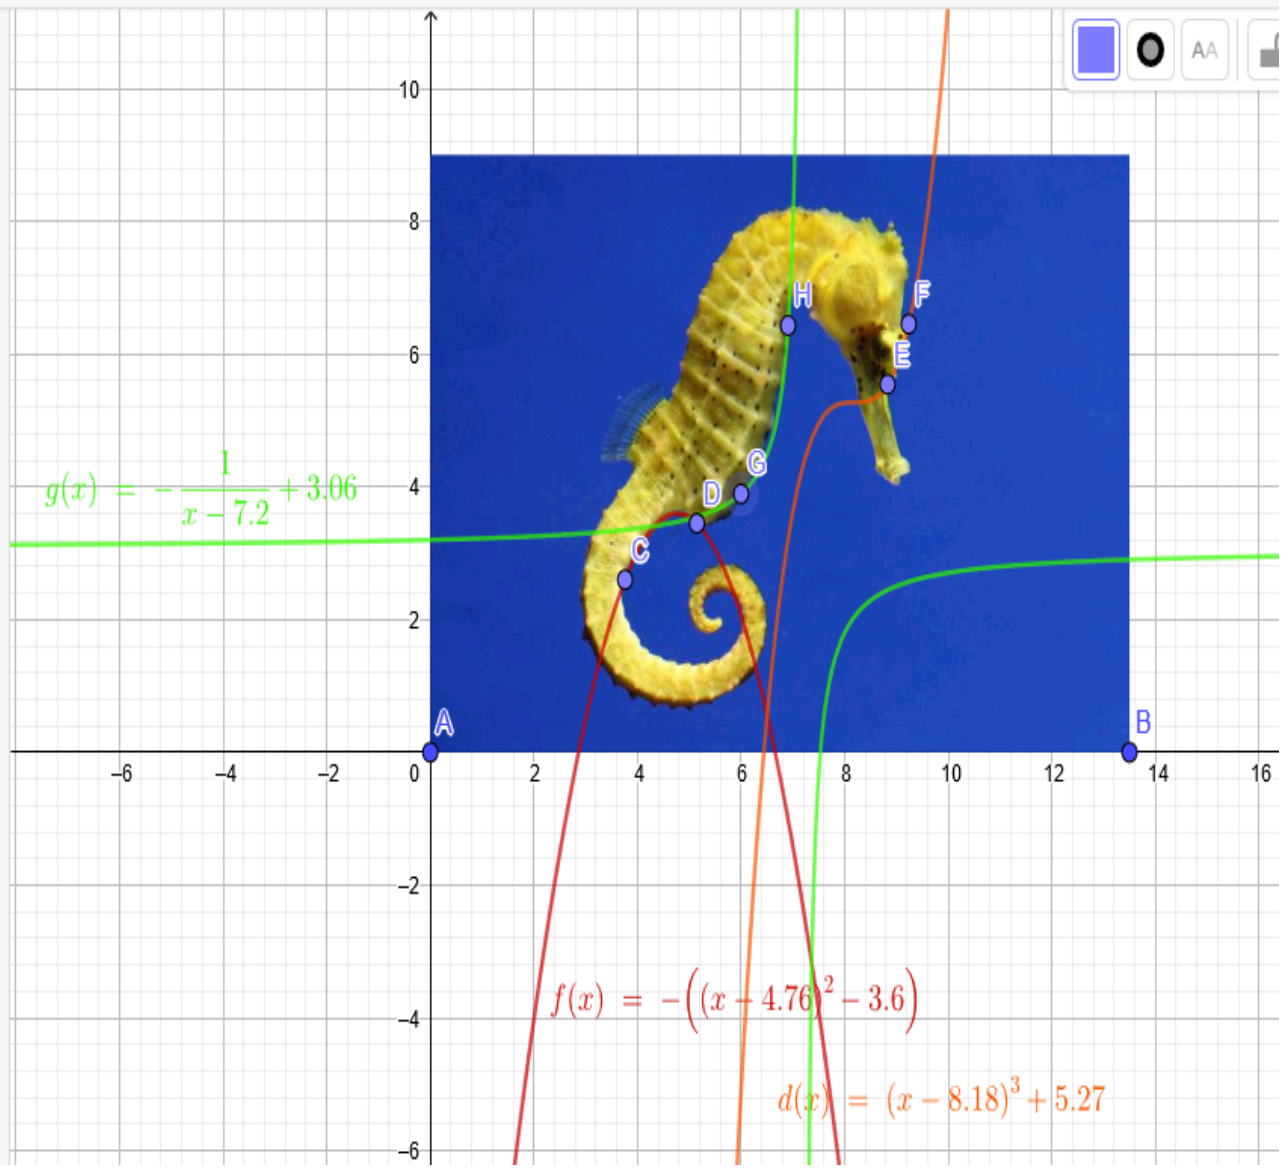 AA
10
8
H
F
6
E
g(x) = -\frac{1}{x - 7.2} + 3.06
G
4
D
C
2
A
B
−6 −4 −2 0 2 4 6 8 10 12 14 16
−2
f(x) = -((x - 4.76)^2 - 3.6)
−4
d(x) = (x - 8.18)^3 + 5.27
−6